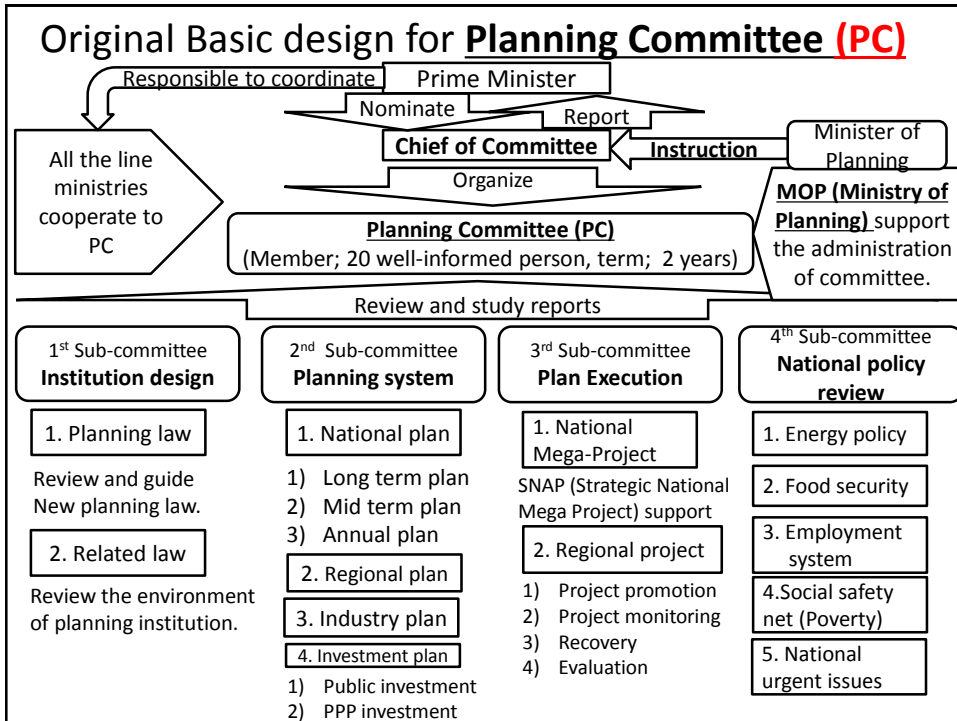 Original Basic design for Planning Committee (PC)
Responsible to coordinate
Prime Minister
Nominate
Report
Chief of Committee
Instruction
Minister of
Planning
All the line
ministries
cooperate to
PC
Organize
MOP (Ministry of
Planning) support
the administration
of committee.
Planning Committee (PC)
(Member; 20 well-informed person, term; 2 years)
Review and study reports
1st Sub-committee
Institution design
1. Planning law
Review and guide
New planning law.
2. Related law
Review the environment
of planning institution.
2nd Sub-committee
Planning system
1. National plan
1) Long term plan
2) Mid term plan
3) Annual plan
2. Regional plan
3. Industry plan
4. Investment plan
1) Public investment
2) PPP investment
3rd Sub-committee
Plan Execution
1. National
Mega-Project
SNAP (Strategic National
Mega Project) support
2. Regional project
1) Project promotion
2) Project monitoring
3) Recovery
4) Evaluation
4th Sub-committee
National policy
review
1. Energy policy
2. Food security
3. Employment
system
4.Social safety
net (Poverty)
5. National
urgent issues